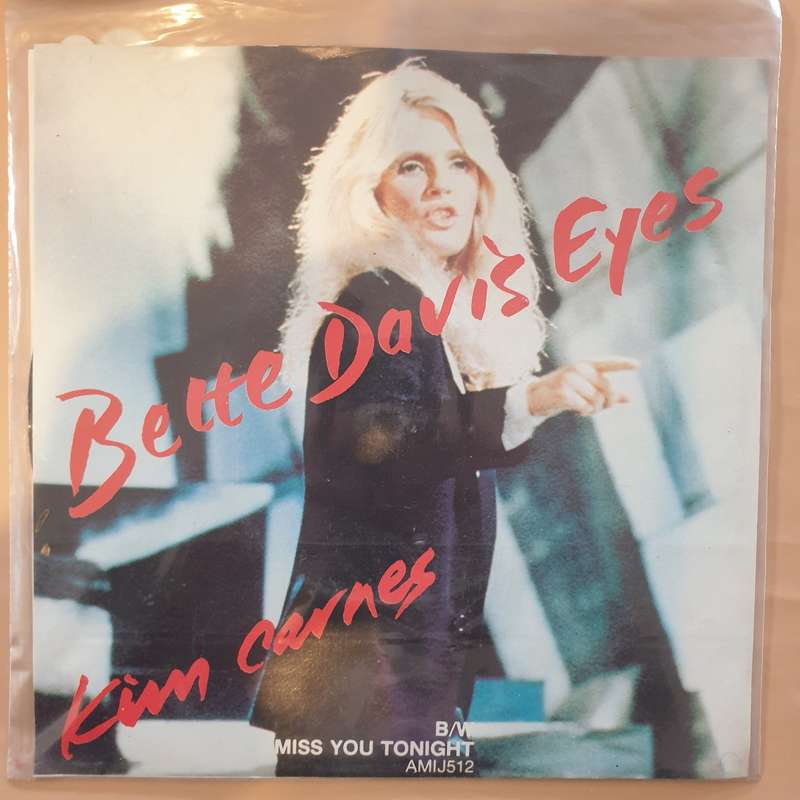 Bette Davis Eyes
Kim Carnes
B/W
MISS YOU TONIGHT
AMIJ512